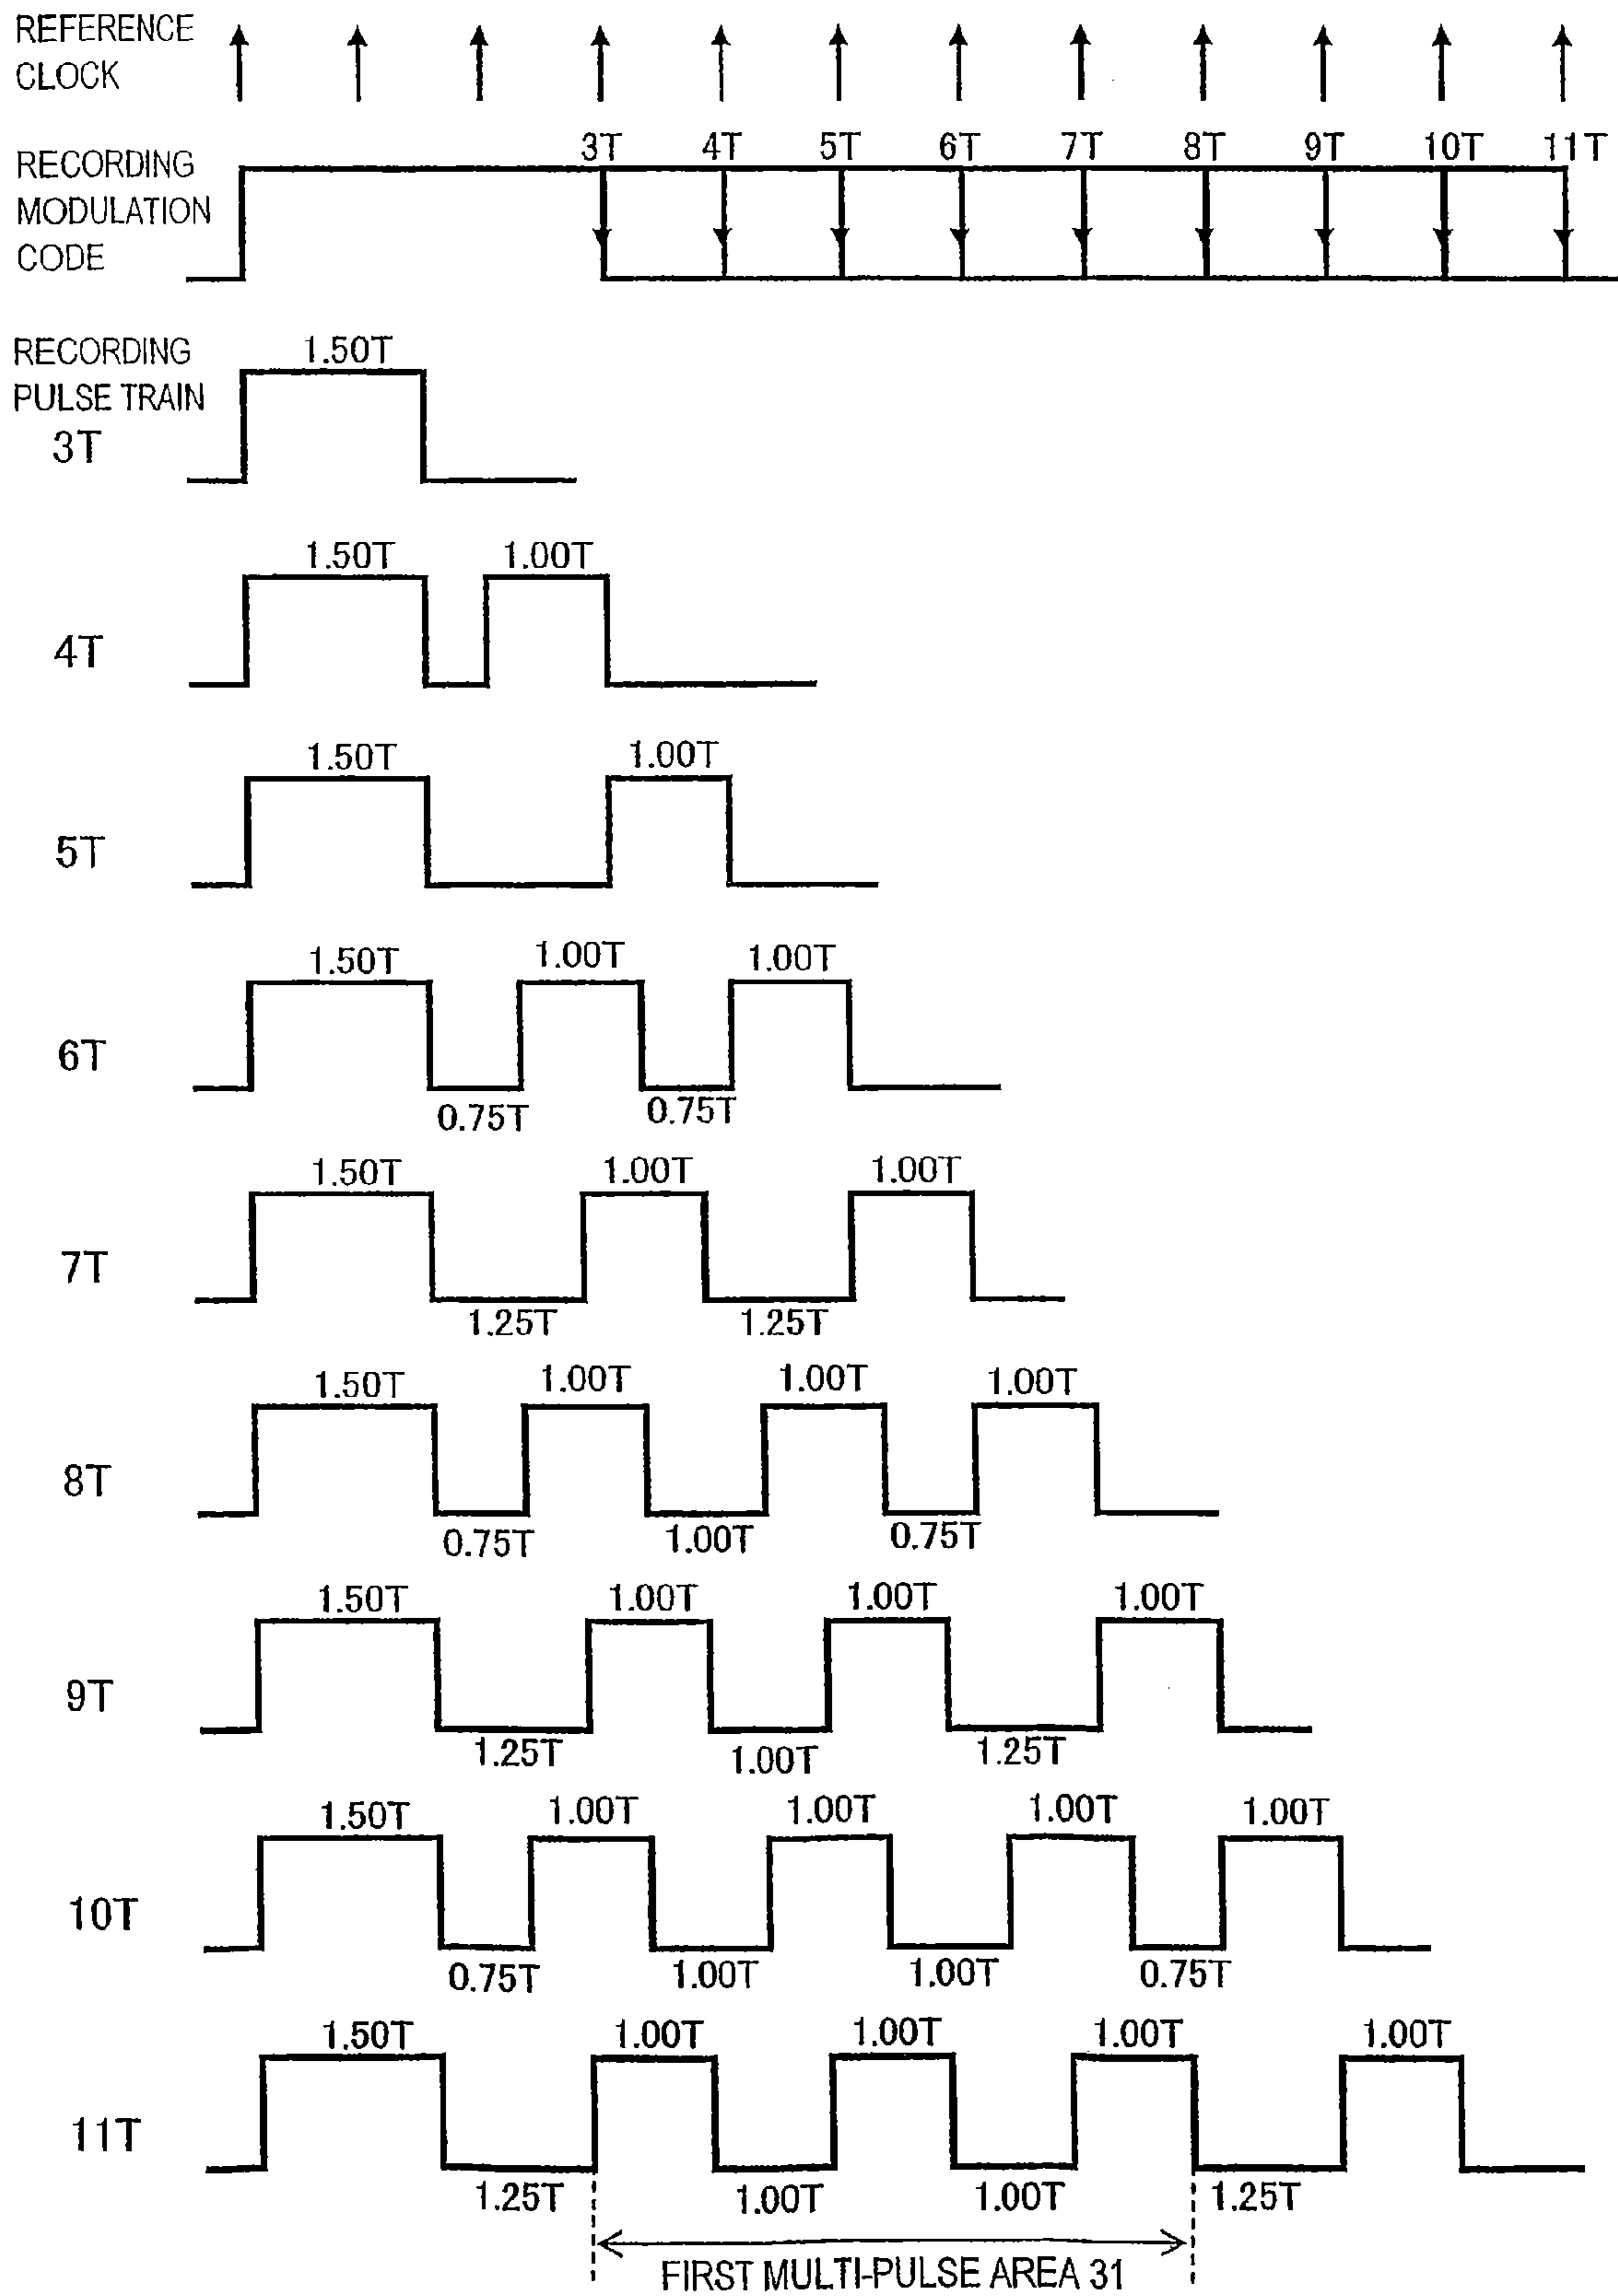 REFERENCE
CLOCK
3T 4T 5T 6T 7T 8T 9T 10T 11T
RECORDING
MODULATION
CODE
RECORDING
PULSE TRAIN
1.50T
3T
1.50T 1.00T
4T
1.50T 1.00T
5T
1.50T 1.00T 1.00T
6T
0.75T 0.75T
1.50T 1.00T 1.00T
7T
1.25T 1.25T
1.50T 1.00T 1.00T 1.00T
8T
0.75T 1.00T 0.75T
1.50T 1.00T 1.00T 1.00T
9T
1.25T 1.00T 1.25T
1.50T 1.00T 1.00T 1.00T 1.00T
10T
0.75T 1.00T 1.00T 0.75T
1.50T 1.00T 1.00T 1.00T 1.00T
11T
1.25T 1.00T 1.00T 1.25T
FIRST MULTI-PULSE AREA 31